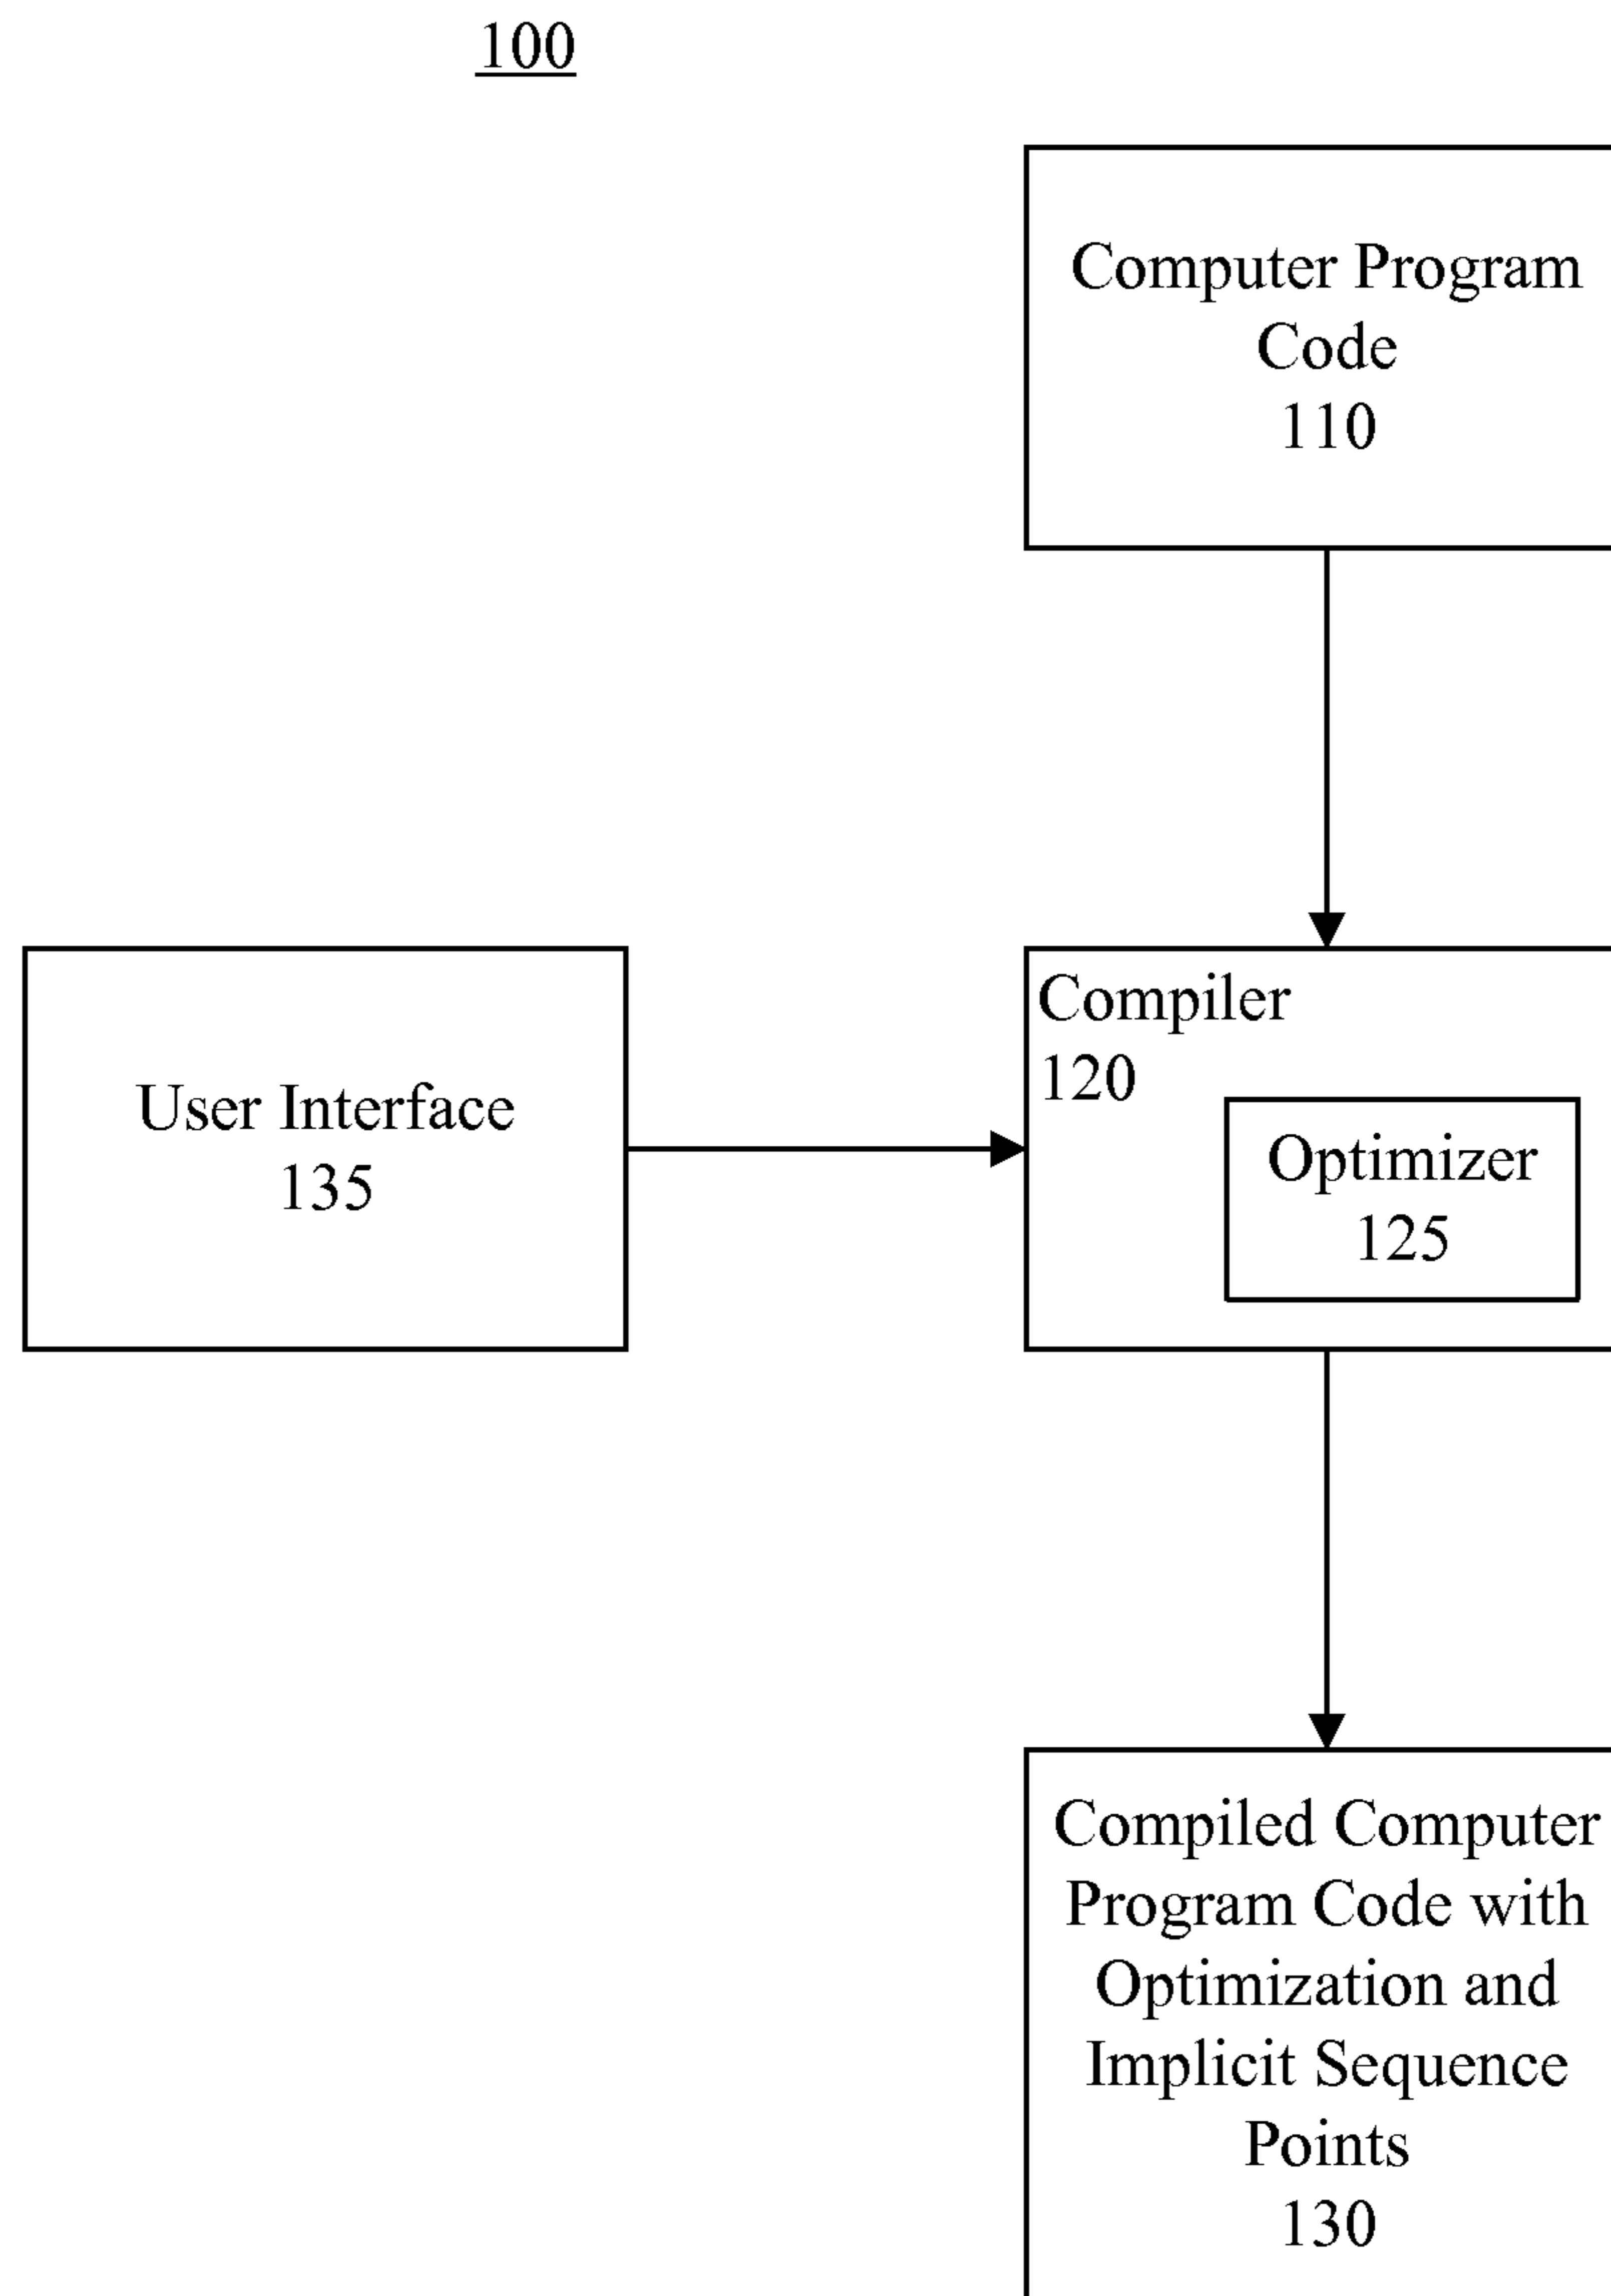 100
Computer Program
Code
110
Compiler
120
User Interface
135
Optimizer
125
Compiled Computer
Program Code with
Optimization and
Implicit Sequence
Points
130